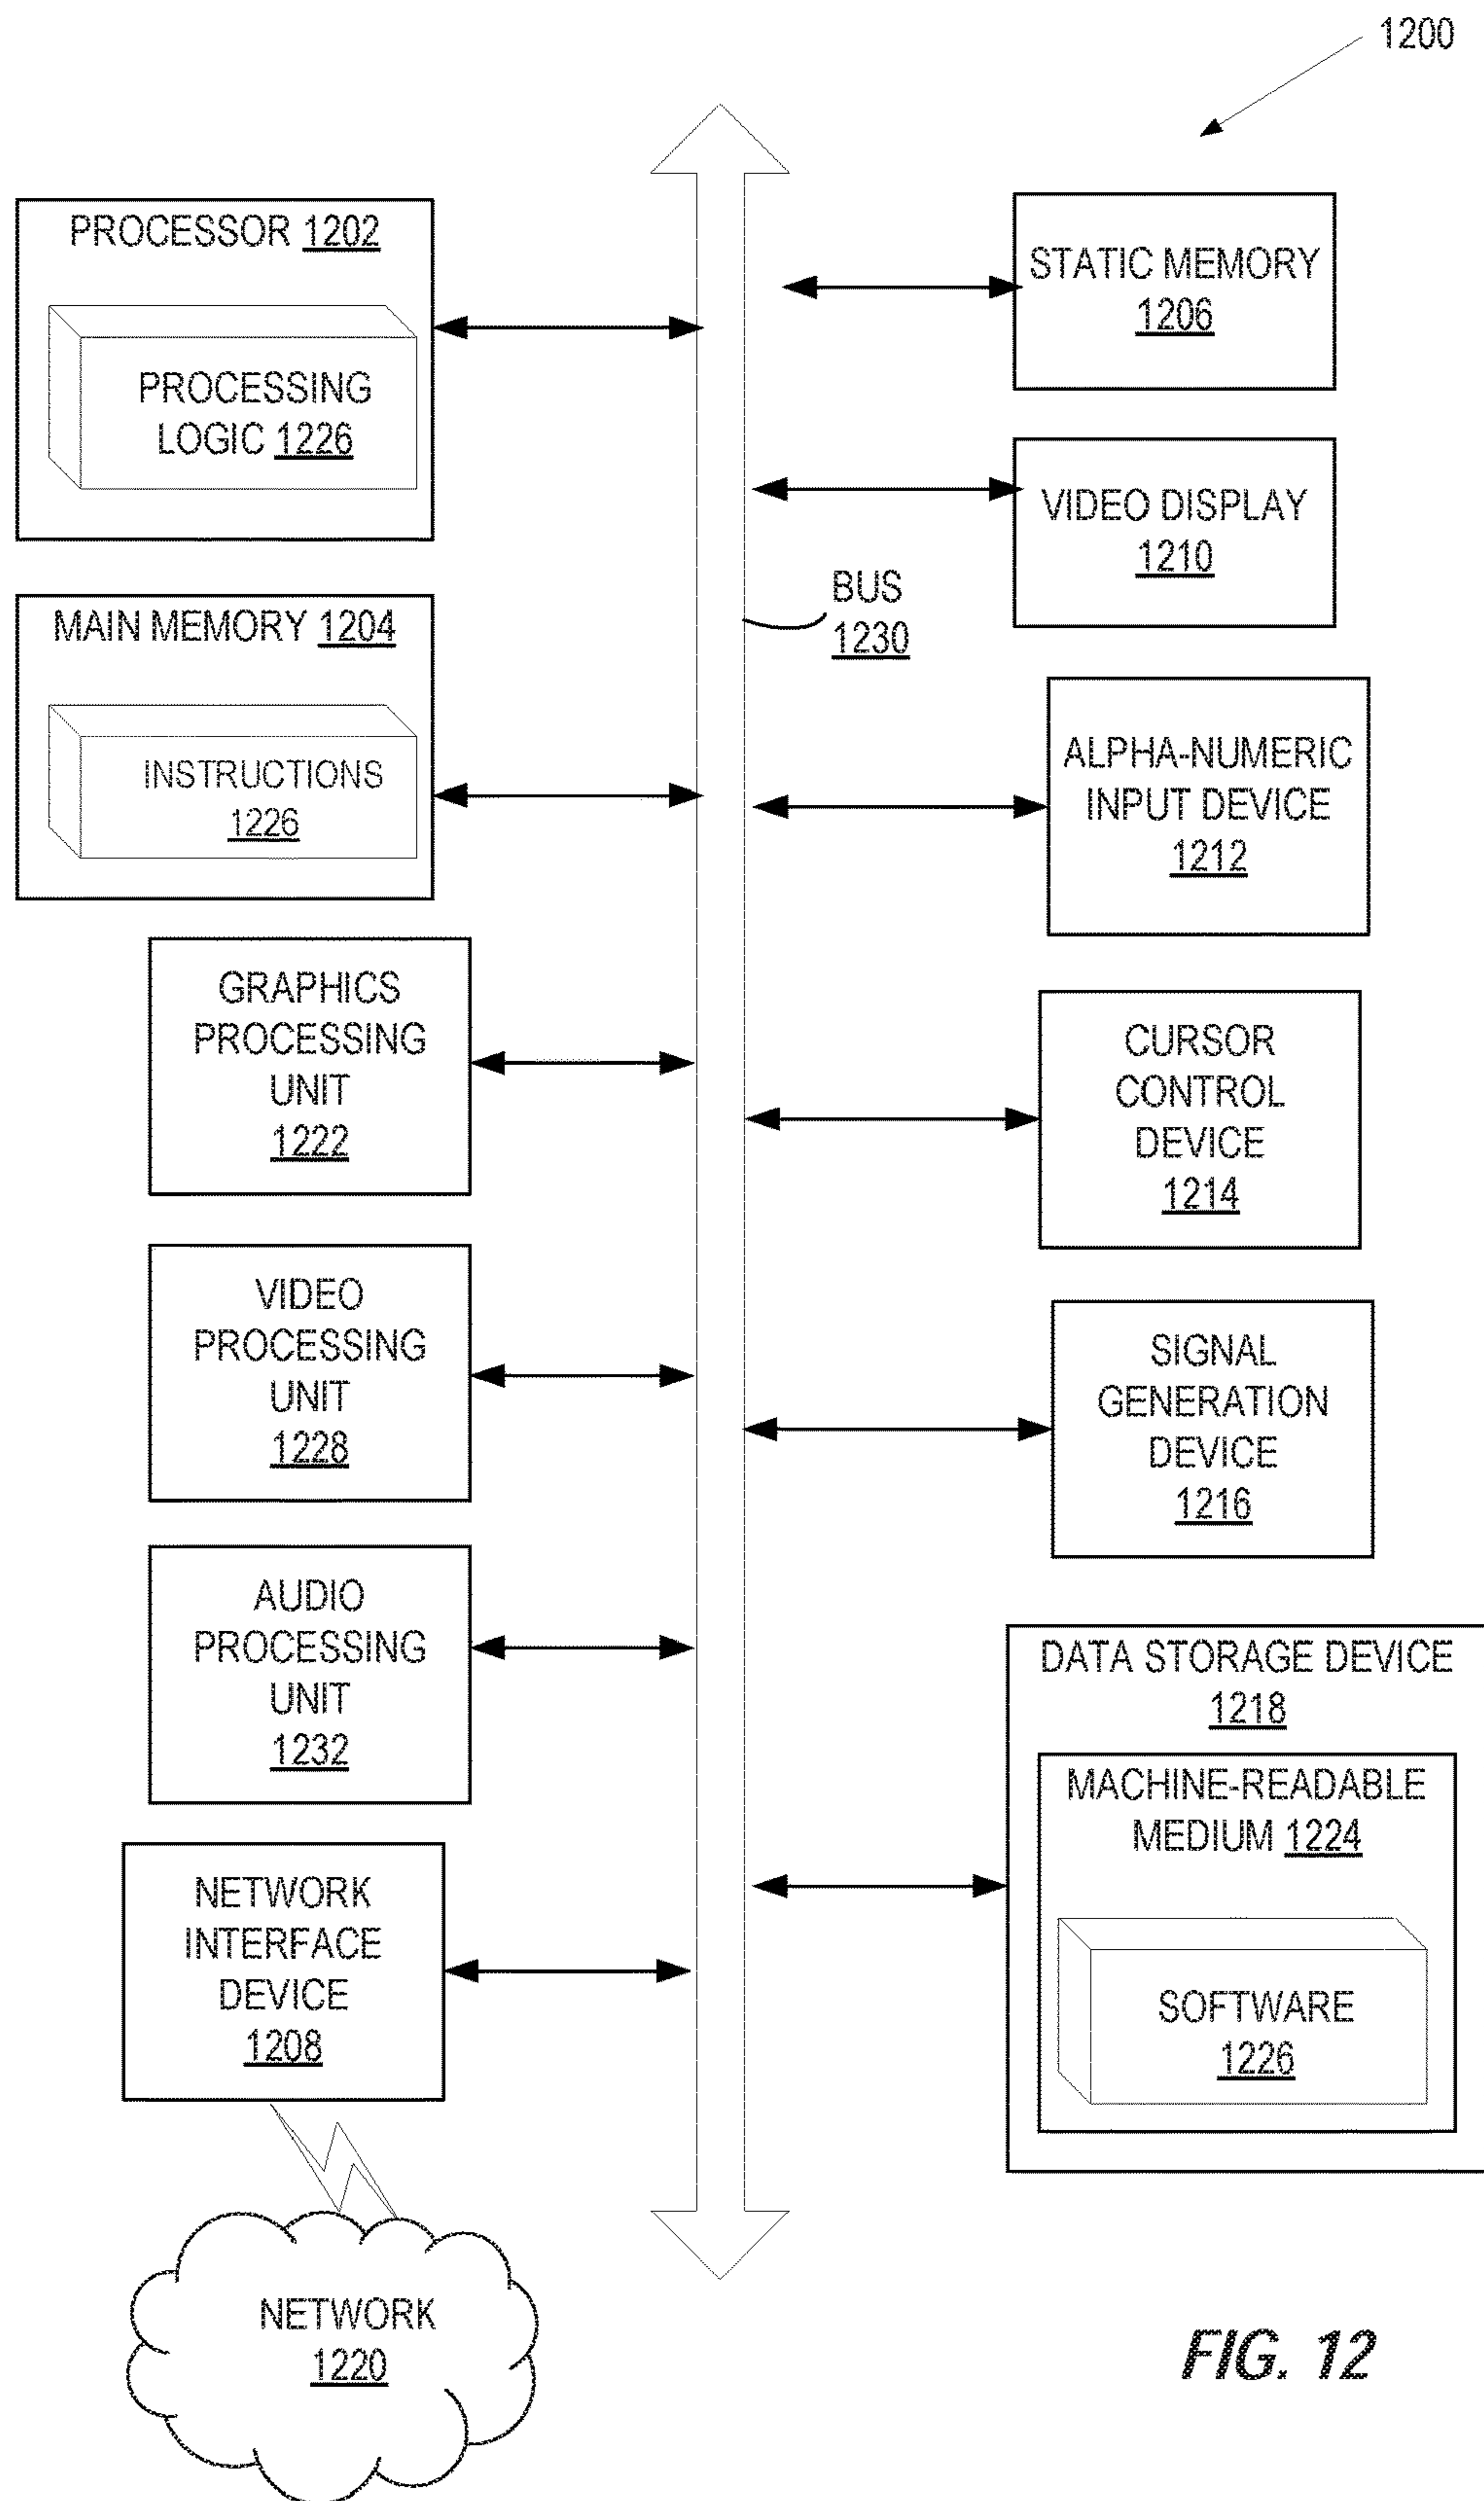 1200
PROCESSOR 1202
PROCESSING
LOGIC 1226
MAIN MEMORY 1204
INSTRUCTIONS
1226
GRAPHICS
PROCESSING
UNIT
1222
VIDEO
PROCESSING
UNIT
1228
AUDIO
PROCESSING
UNIT
1232
NETWORK
INTERFACE
DEVICE
1208
NETWORK
1220
BUS
1230
STATIC MEMORY
1206
VIDEO DISPLAY
1210
ALPHA-NUMERIC
INPUT DEVICE
1212
CURSOR
CONTROL
DEVICE
1214
SIGNAL
GENERATION
DEVICE
1216
DATA STORAGE DEVICE
1218
MACHINE-READABLE
MEDIUM 1224
SOFTWARE
1226
FIG. 12